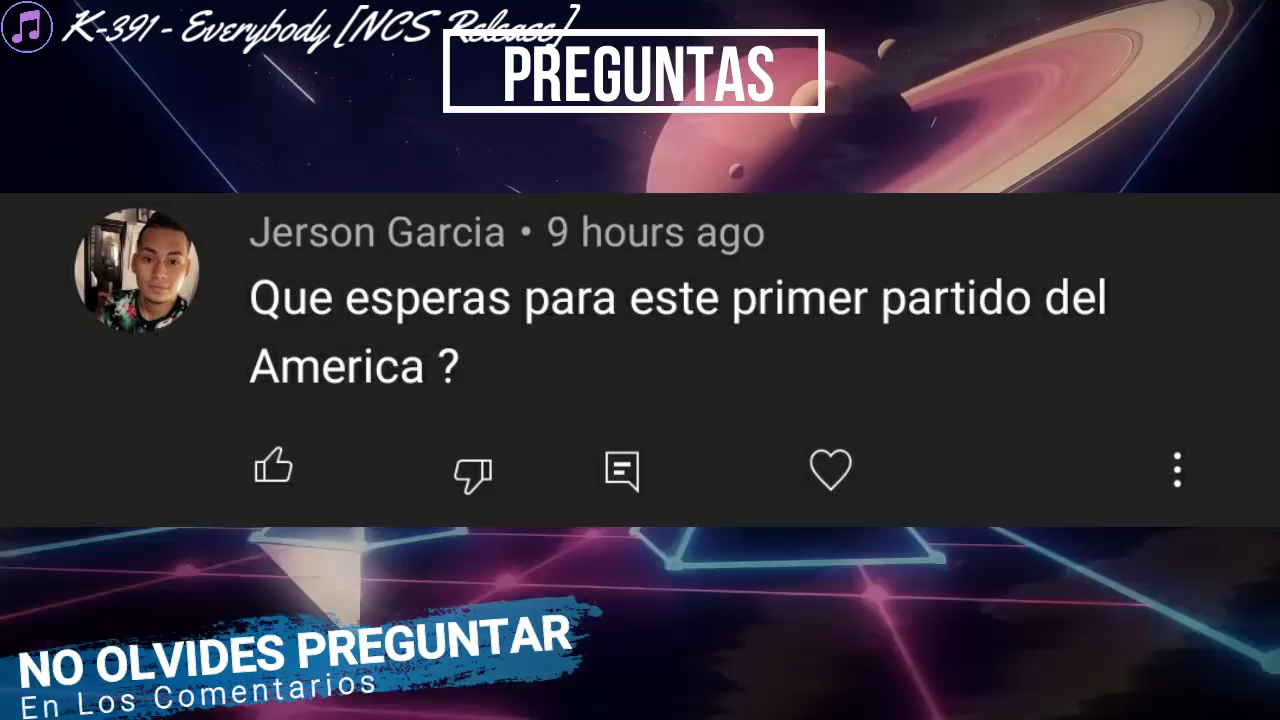 K-391 - Everybody [NCS Release]
PREGUNTAS
Jerson Garcia • 9 hours ago
Que esperas para este primer partido del
America ?
NO OLVIDES PREGUNTAR
En Los Comentarios